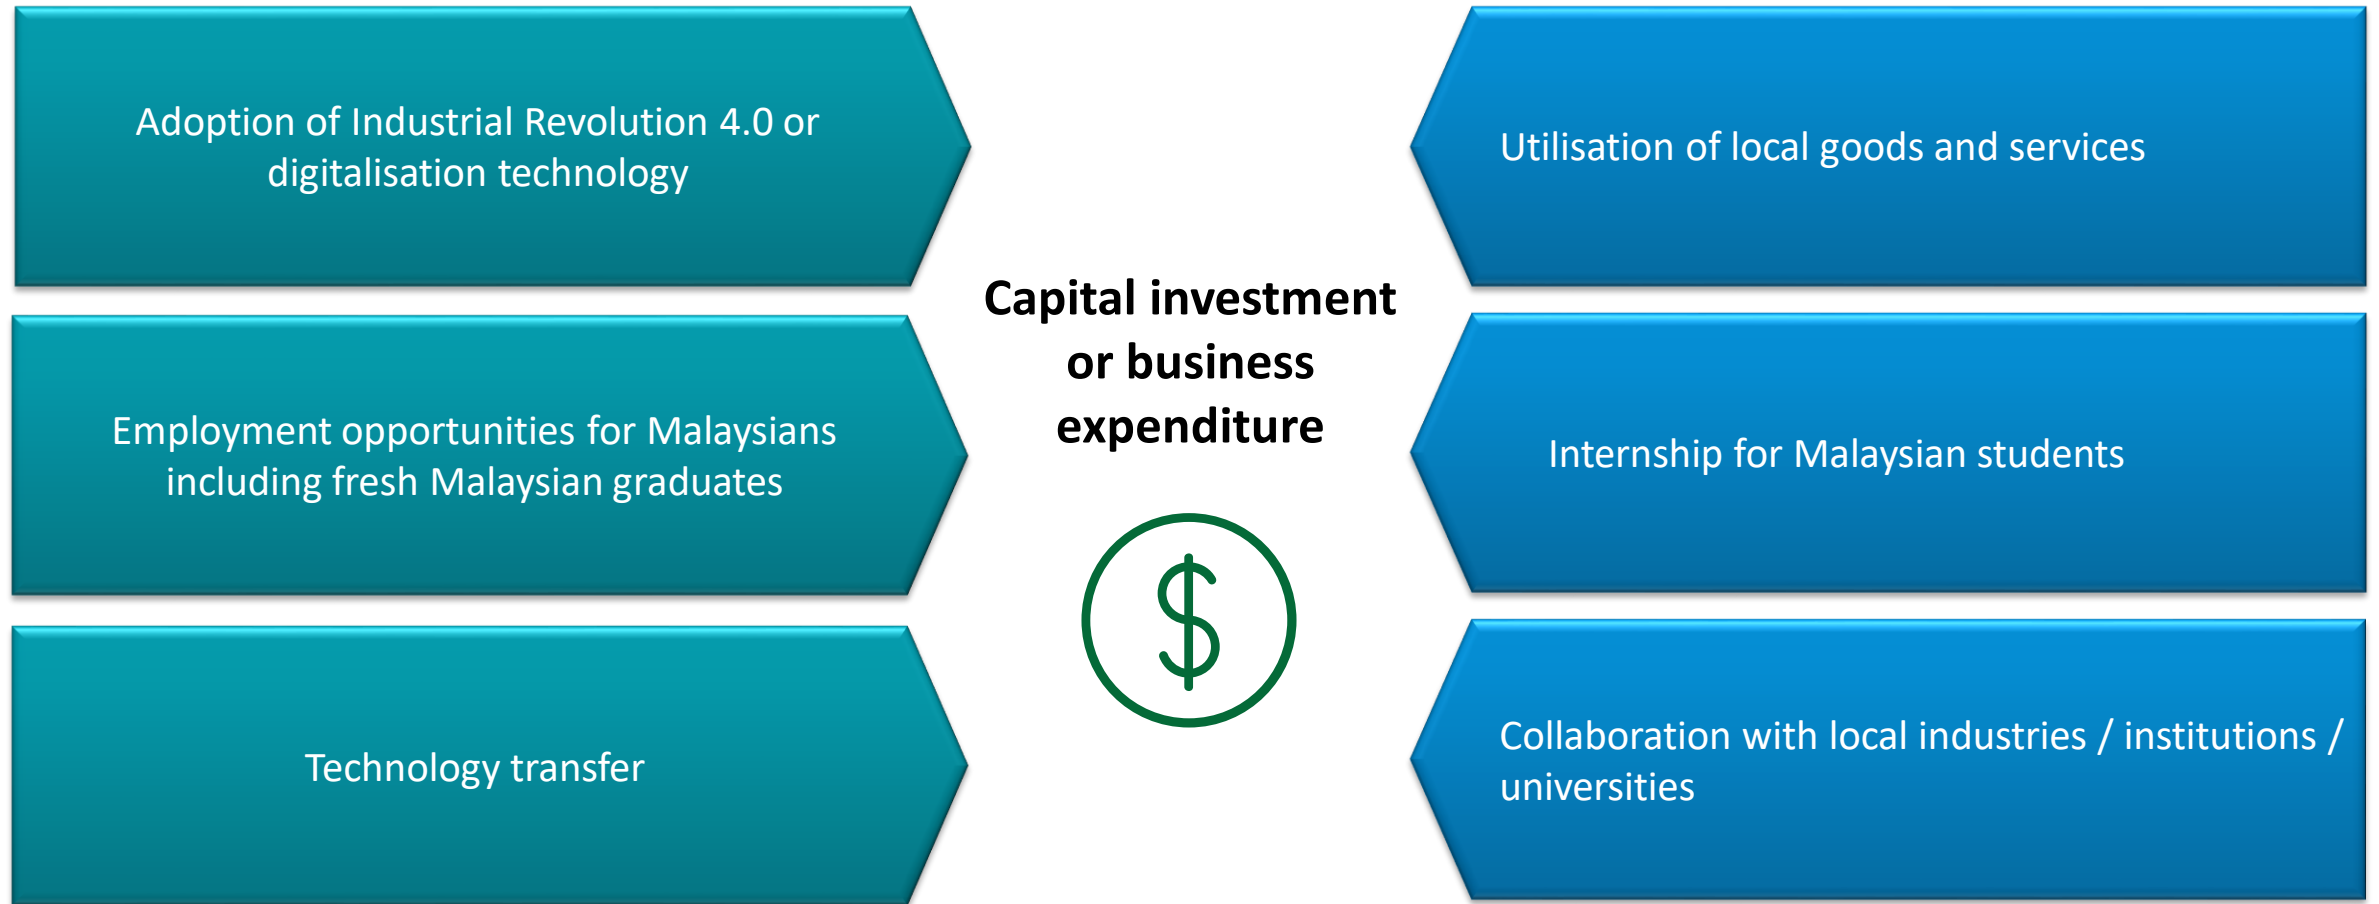 Adoption of Industrial Revolution 4.0 or
digitalisation technology
Employment opportunities for Malaysians
including fresh Malaysian graduates
Technology transfer
Capital investment
or business
expenditure
$
Utilisation of local goods and services
Internship for Malaysian students
Collaboration with local industries / institutions /
universities